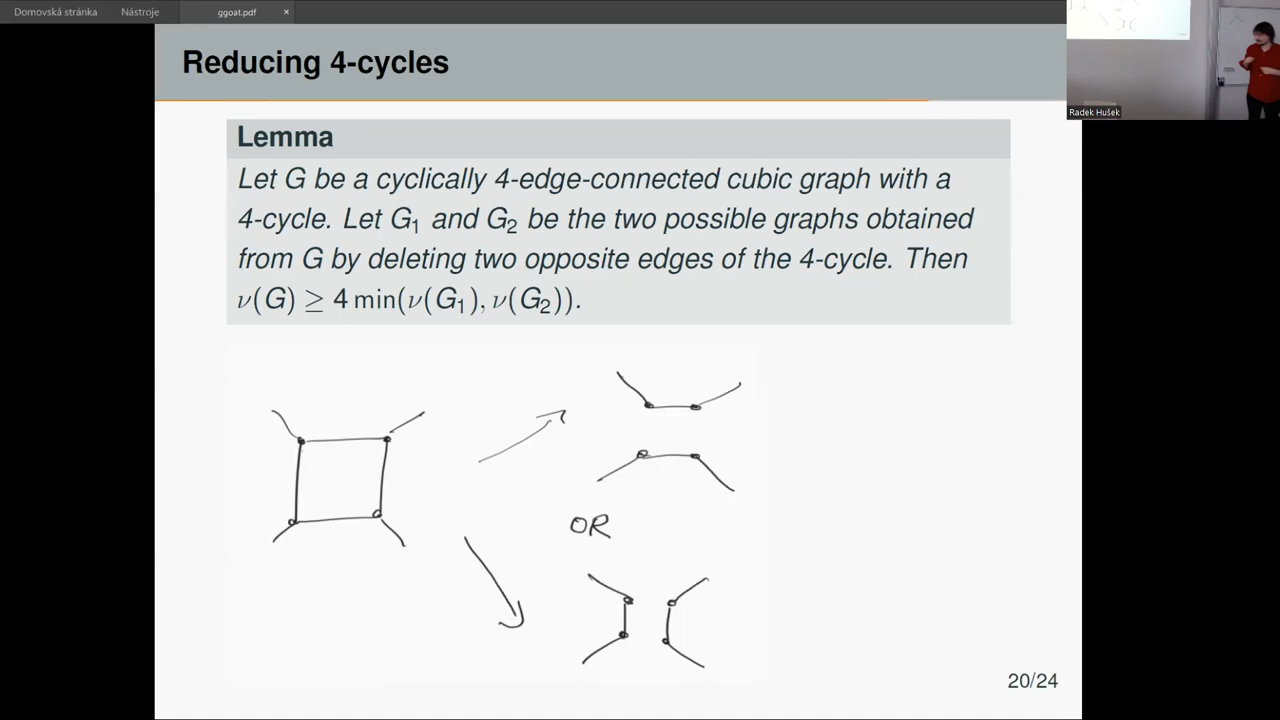 Domovská stránka Nástroje ggoat.pdf ×
Reducing 4-cycles
Radek Hušek
Lemma
Let G be a cyclically 4-edge-connected cubic graph with a
4-cycle. Let G₁ and G₂ be the two possible graphs obtained
from G by deleting two opposite edges of the 4-cycle. Then
ν(G) ≥ 4 min(ν(G₁), ν(G₂)).
OR
20/24